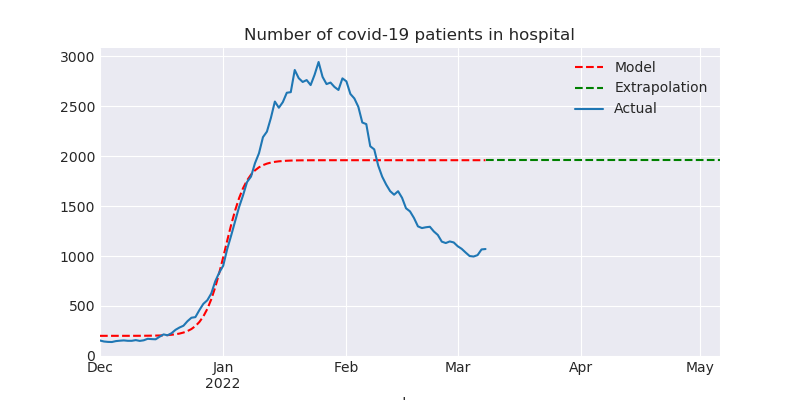 Number of covid-19 patients in hospital
3000
2500
2000
1500
1000
500
0
Model
Extrapolation
Actual
Dec
Jan
2022
Feb
Mar
Apr
May